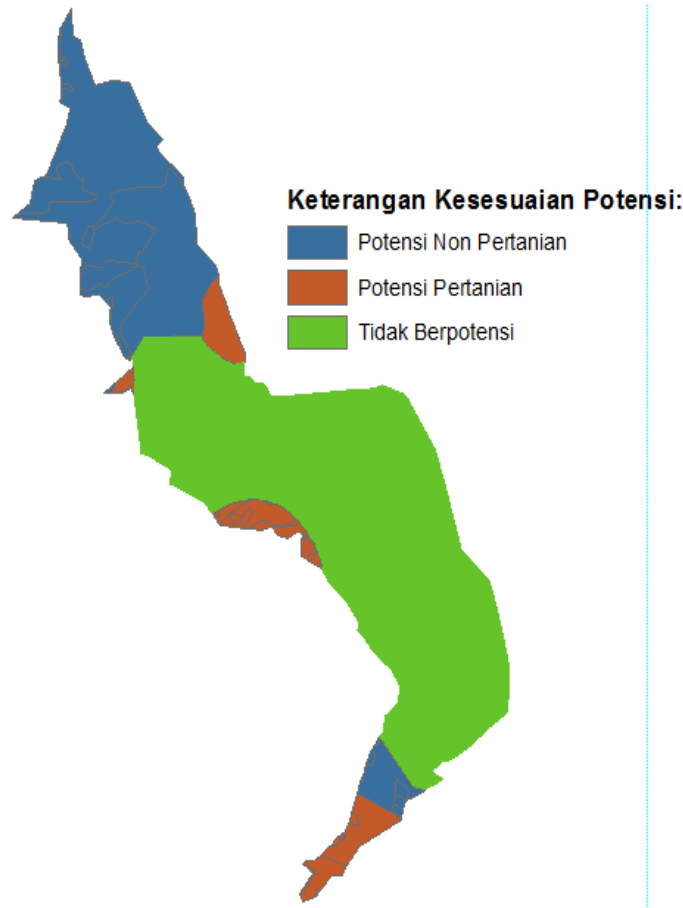 Keterangan Kesesuaian Potensi:
Potensi Non Pertanian
Potensi Pertanian
Tidak Berpotensi